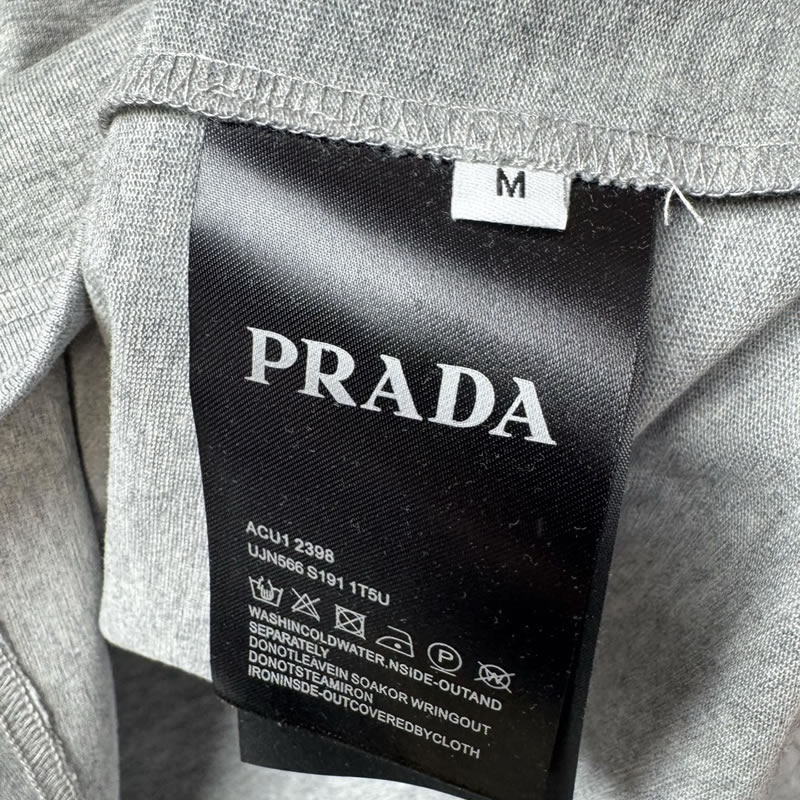 M
PRADA
ACU1 2398
UJN566 S191 1T5U
P
W
WASHINCOLDWATER,NSIDE-OUTAND
SEPARATELY
DONOTLEAVEIN SOAKOR WRINGOUT
DONOTSTEAMIRON
IRONINSDE-OUTCOVEREDBYCLOTH